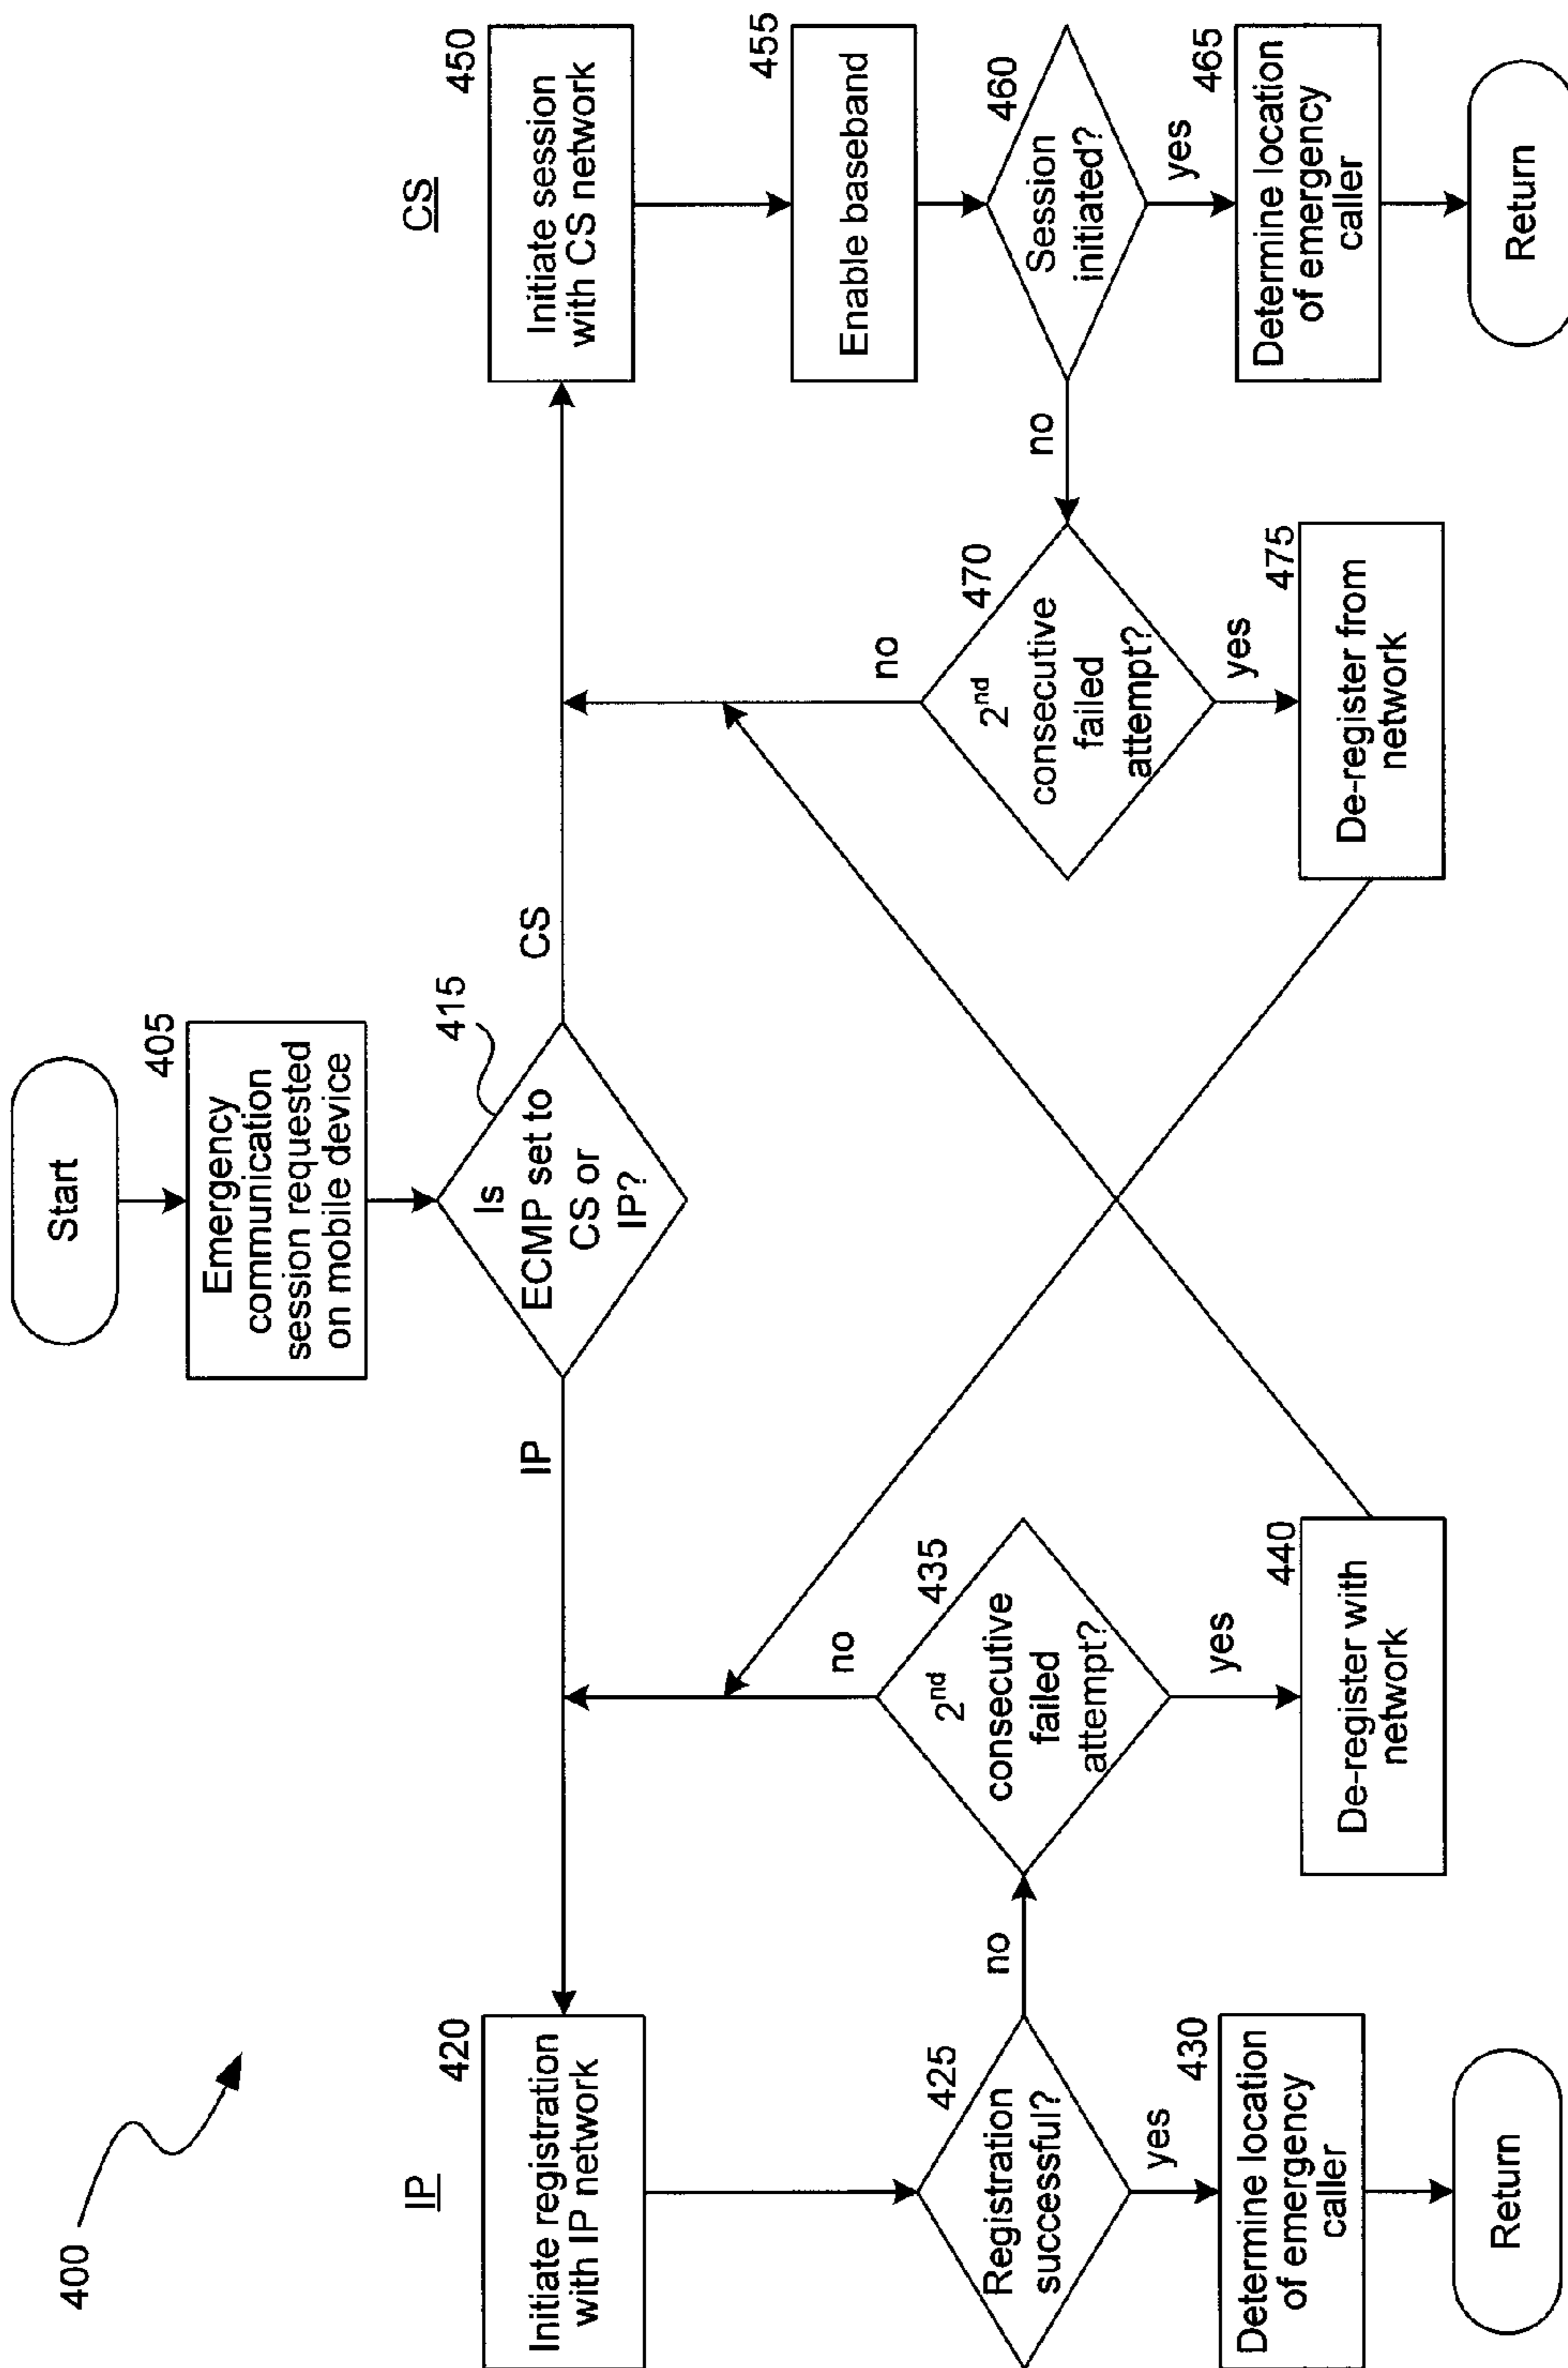 400
Start
405
Emergency
communication
session requested
on mobile device
415
Is
ECMP set to
CS or
IP?
IP
CS
IP
420
Initiate registration
with IP network
425
Registration
successful?
no
yes
430
Determine location
of emergency
caller
Return
435
2nd
consecutive
failed
attempt?
no
yes
440
De-register with
network
CS
450
Initiate session
with CS network
455
Enable baseband
460
Session
initiated?
no
yes
465
Determine location
of emergency
caller
Return
470
2nd
consecutive
failed
attempt?
no
yes
475
De-register from
network